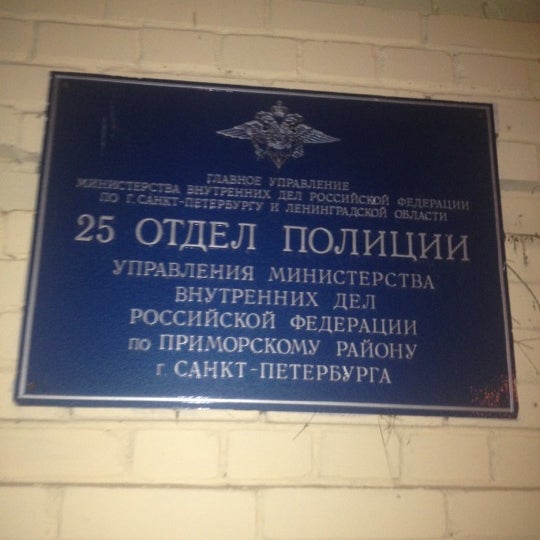 ГЛАВНОЕ УПРАВЛЕНИЕ
МИНИСТЕРСТВА ВНУТРЕННИХ ДЕЛ РОССИЙСКОЙ ФЕДЕРАЦИИ
ПО Г. САНКТ-ПЕТЕРБУРГУ И ЛЕНИНГРАДСКОЙ ОБЛАСТИ
25 ОТДЕЛ ПОЛИЦИИ
УПРАВЛЕНИЯ МИНИСТЕРСТВА
ВНУТРЕННИХ ДЕЛ
РОССИЙСКОЙ ФЕДЕРАЦИИ
ПО ПРИМОРСКОМУ РАЙОНУ
Г. САНКТ-ПЕТЕРБУРГА